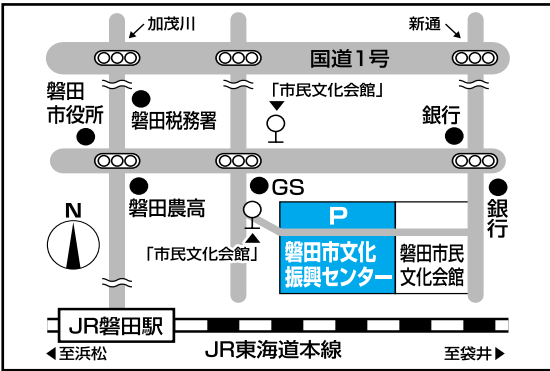 加茂川
新通
国道1号
磐田
市役所
「市民文化会館」
磐田税務署
銀行
磐田農高
GS
銀行
N
P
「市民文化会館」
磐田市文化
振興センター
磐田市民
文化会館
JR磐田駅
◀至浜松
JR東海道本線
至袋井▶